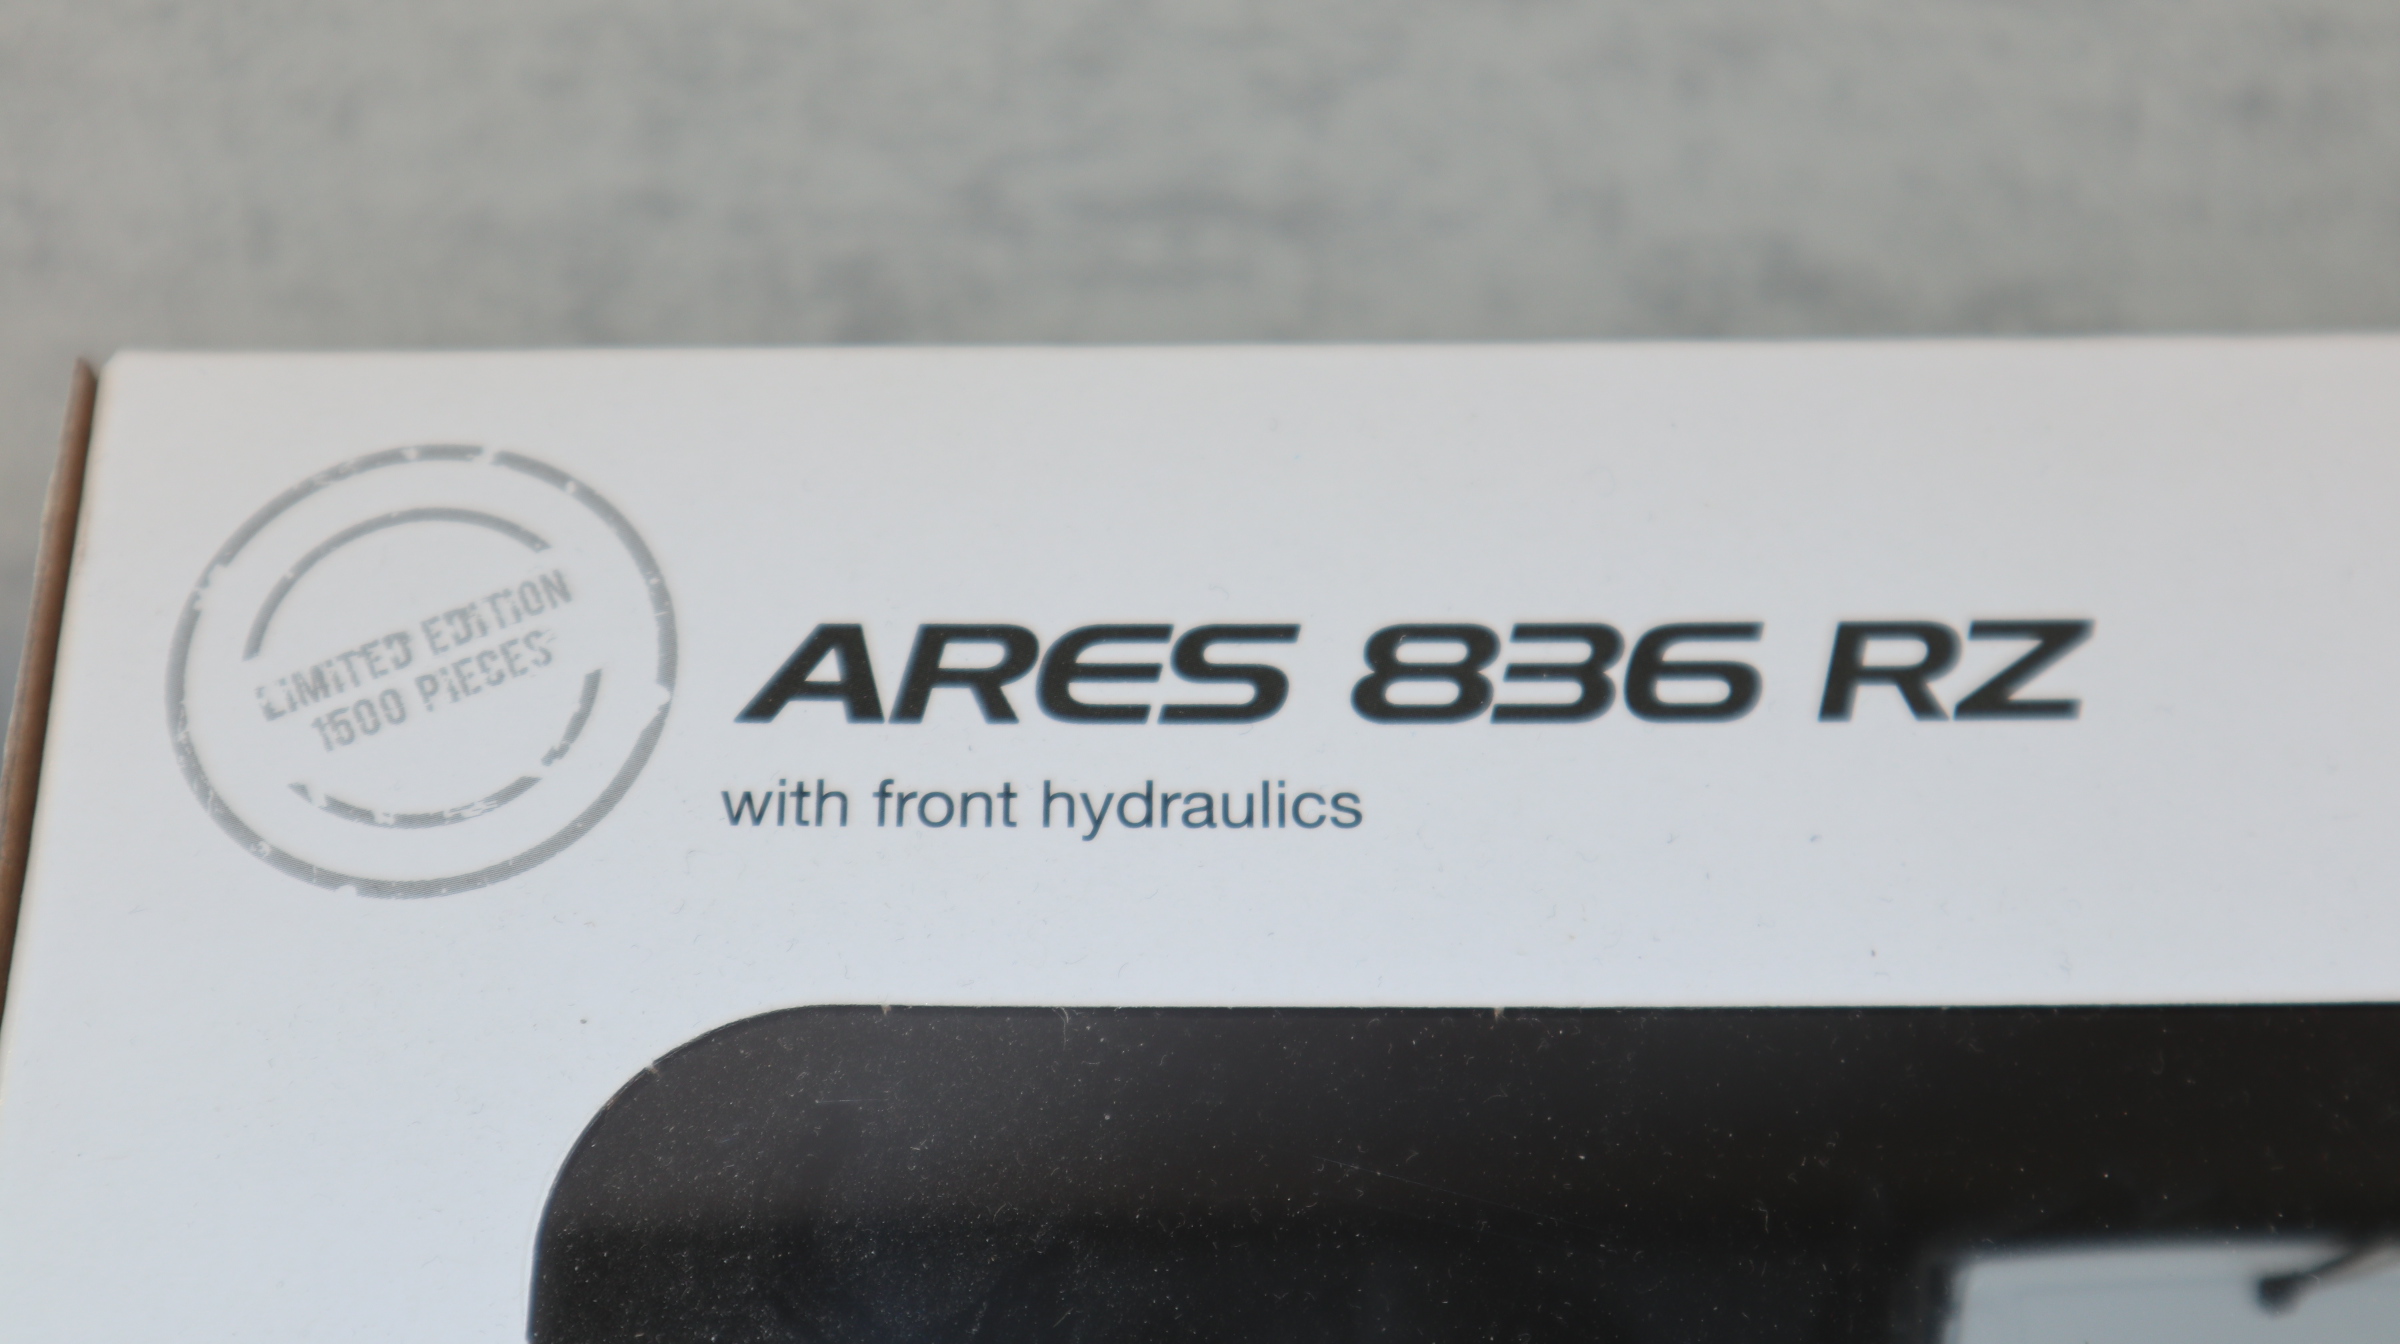 LIMITED EDITION
1500 PIECES
ARES 836 RZ
with front hydraulics